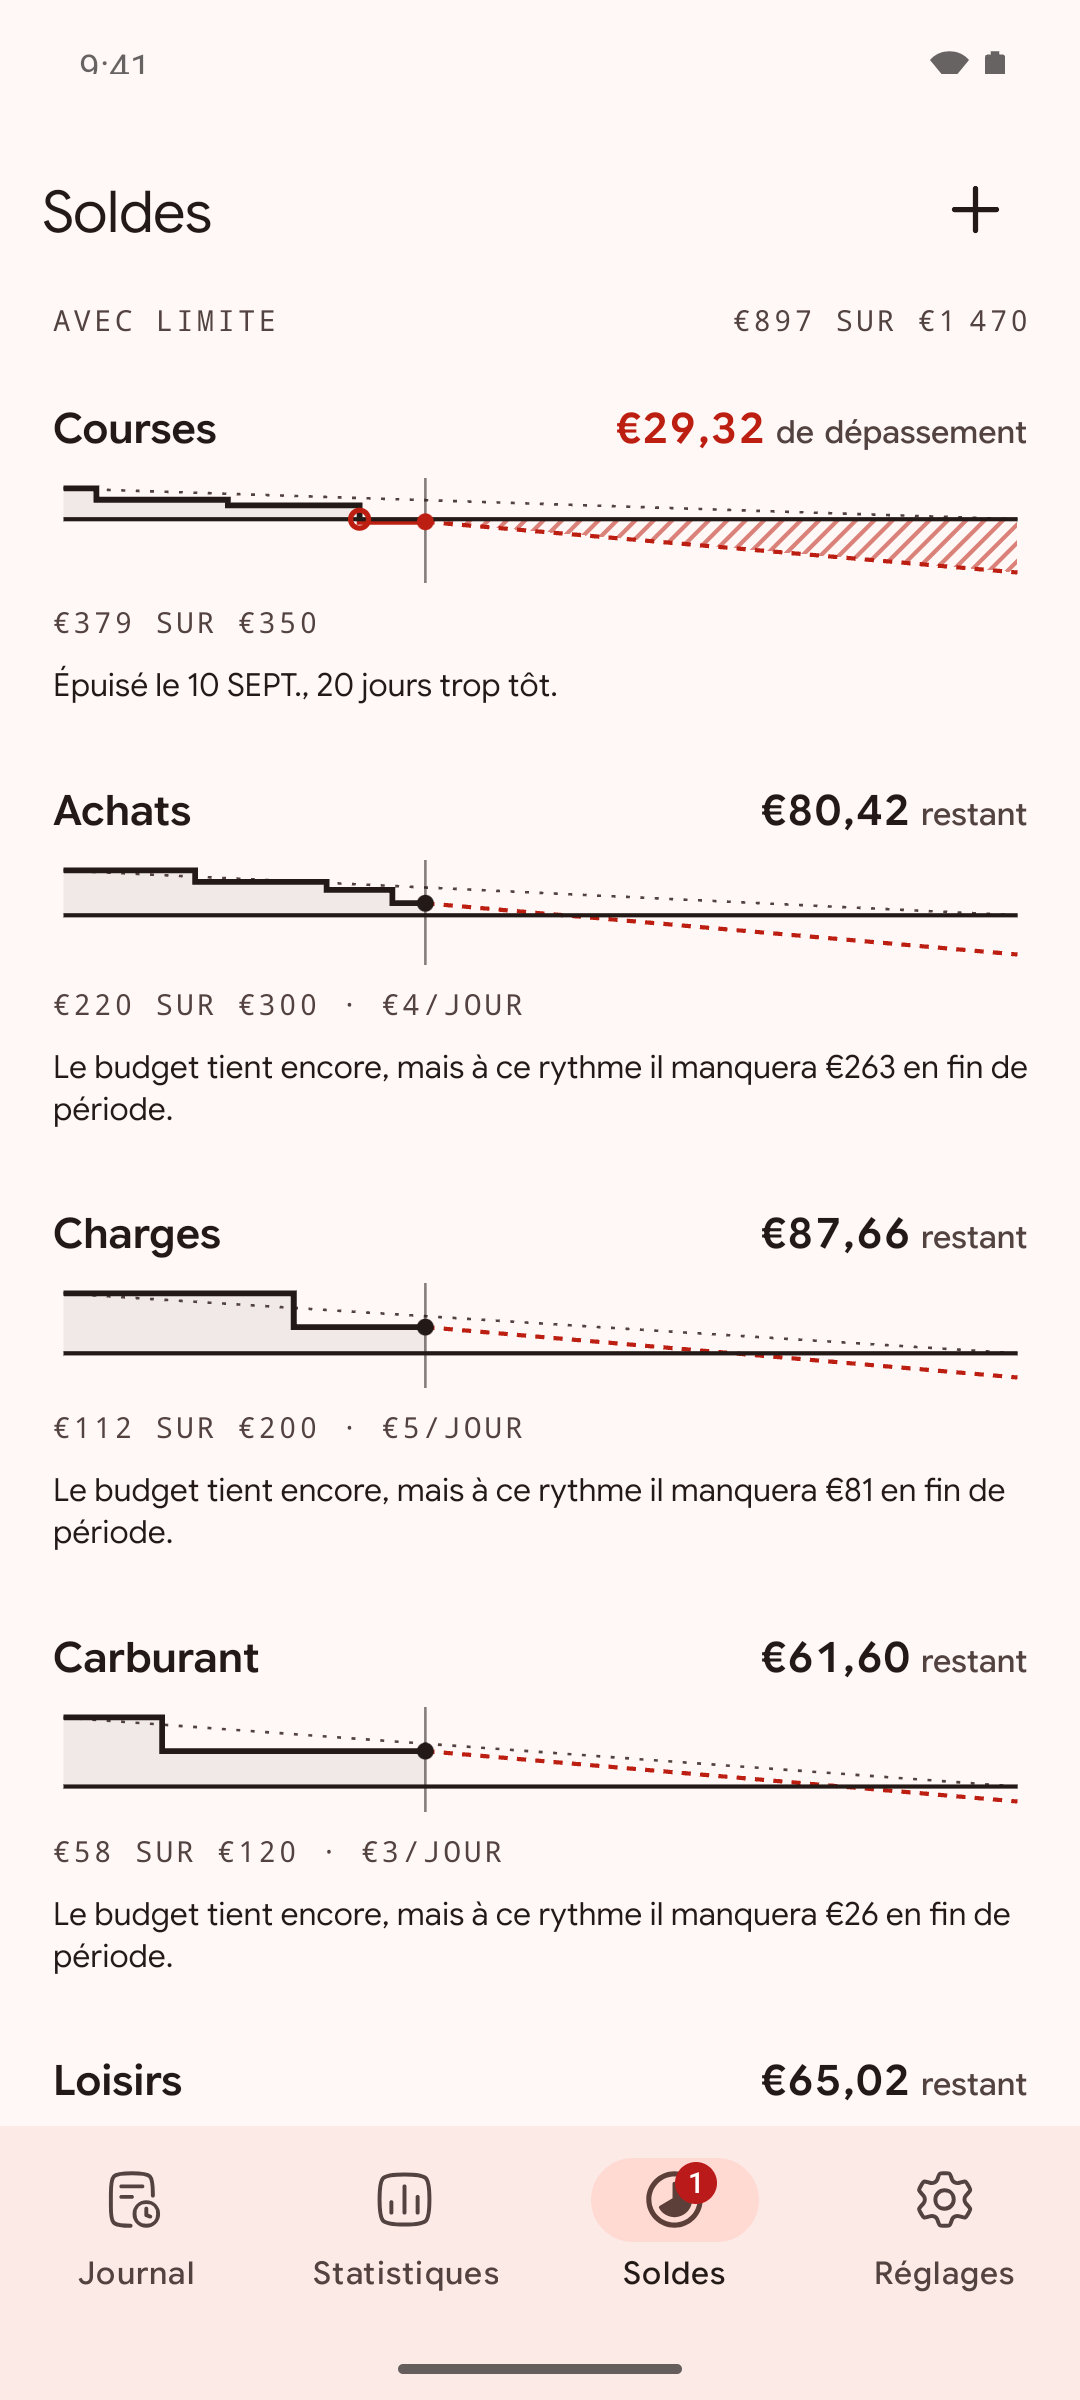 9:41
Soldes
AVEC LIMITE €897 SUR €1 470
Courses €29,32 de dépassement
€379 SUR €350
Épuisé le 10 SEPT., 20 jours trop tôt.
Achats €80,42 restant
€220 SUR €300 · €4/JOUR
Le budget tient encore, mais à ce rythme il manquera €263 en fin de
période.
Charges €87,66 restant
€112 SUR €200 · €5/JOUR
Le budget tient encore, mais à ce rythme il manquera €81 en fin de
période.
Carburant €61,60 restant
€58 SUR €120 · €3/JOUR
Le budget tient encore, mais à ce rythme il manquera €26 en fin de
période.
Loisirs €65,02 restant
1
Journal Statistiques Soldes Réglages